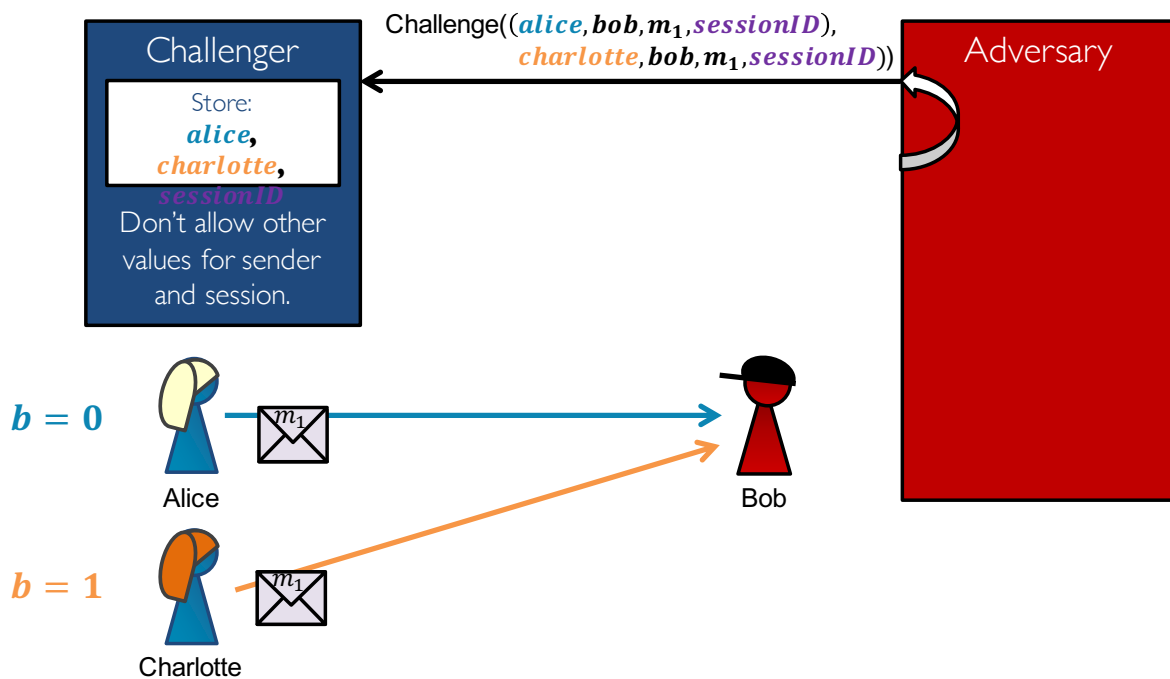 Challenge((alice,bob,m₁,sessionID),
charlotte,bob,m₁,sessionID))
Challenger
Store:
alice,
charlotte,
sessionID
Don't allow other
values for sender
and session.
Adversary
b = 0
m₁
Alice
Bob
b = 1
m₁
Charlotte